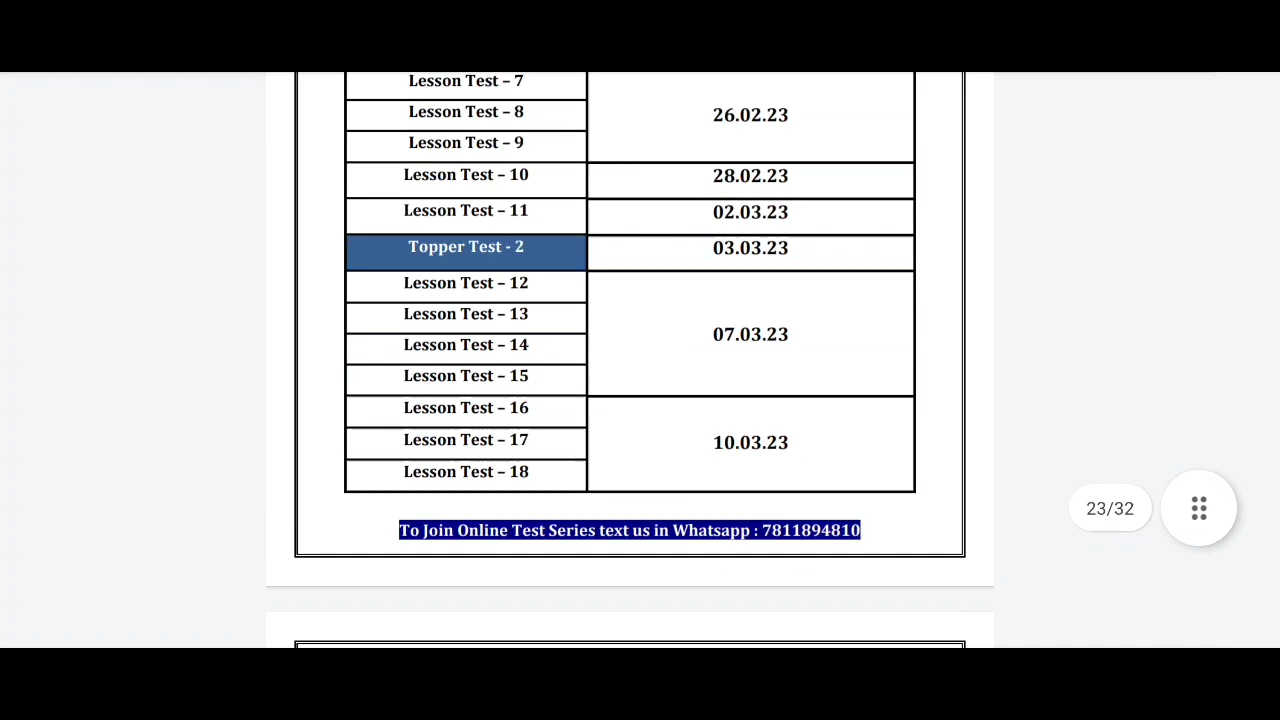 Lesson Test – 7
Lesson Test – 8
26.02.23
Lesson Test – 9
Lesson Test – 10
28.02.23
Lesson Test – 11
02.03.23
Topper Test - 2
03.03.23
Lesson Test – 12
Lesson Test – 13
07.03.23
Lesson Test – 14
Lesson Test – 15
Lesson Test – 16
Lesson Test – 17
10.03.23
Lesson Test – 18
23/32
To Join Online Test Series text us in Whatsapp : 7811894810